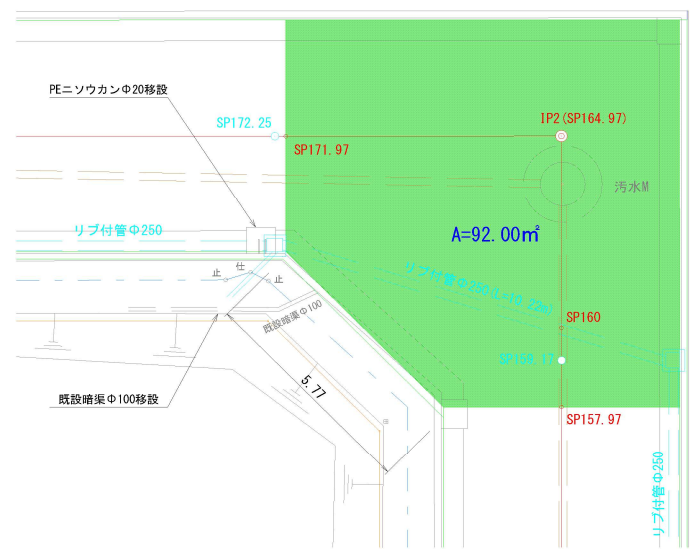 PEニソウカンΦ20移設
SP172.25
SP171.97
IP2(SP164.97)
汚水M
リブ付管Φ250
A=92.00㎡
リブ付管Φ250(L=10.22m)
止
仕
止
既設暗渠Φ100
SP160
SP159.17
5.77
既設暗渠Φ100移設
SP157.97
リブ付管Φ250